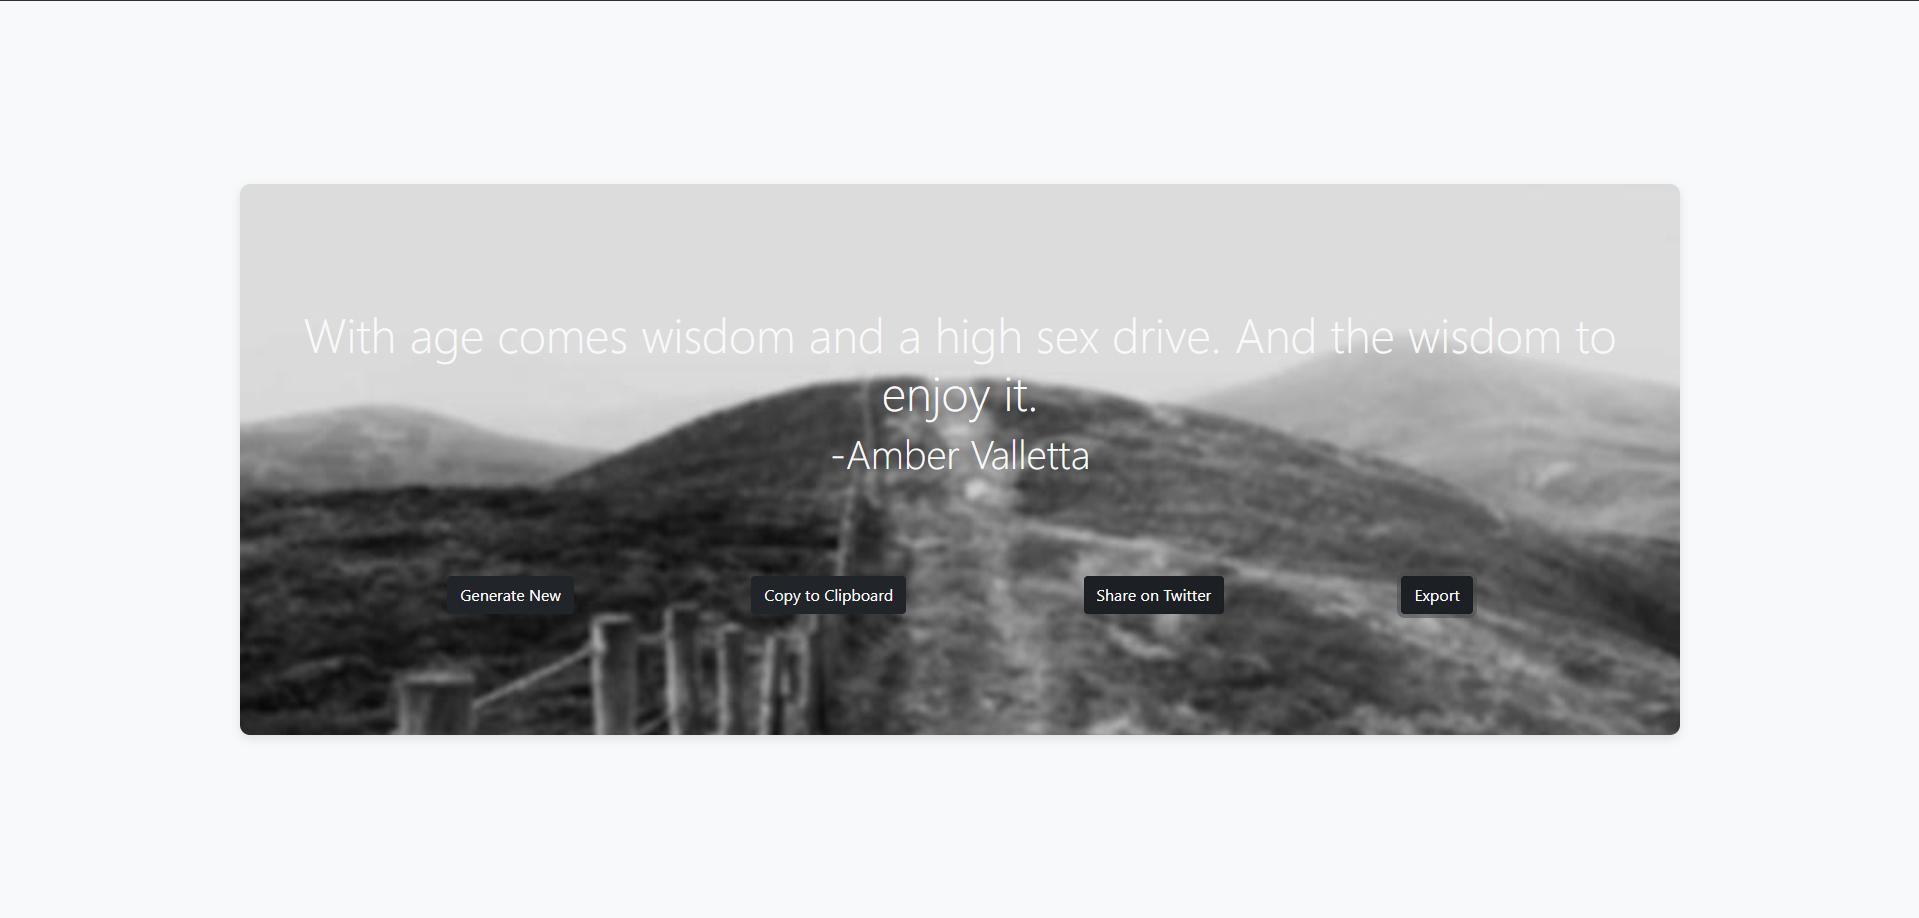 With age comes wisdom and a high sex drive. And the wisdom to
enjoy it.
-Amber Valletta
Generate New
Copy to Clipboard
Share on Twitter
Export